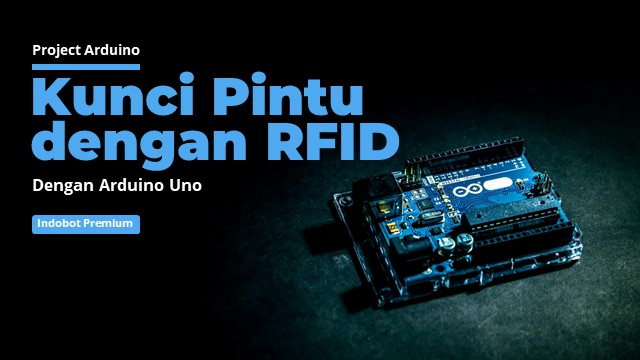 Project Arduino
Kunci Pintu
dengan RFID
Dengan Arduino Uno
Indobot Premium